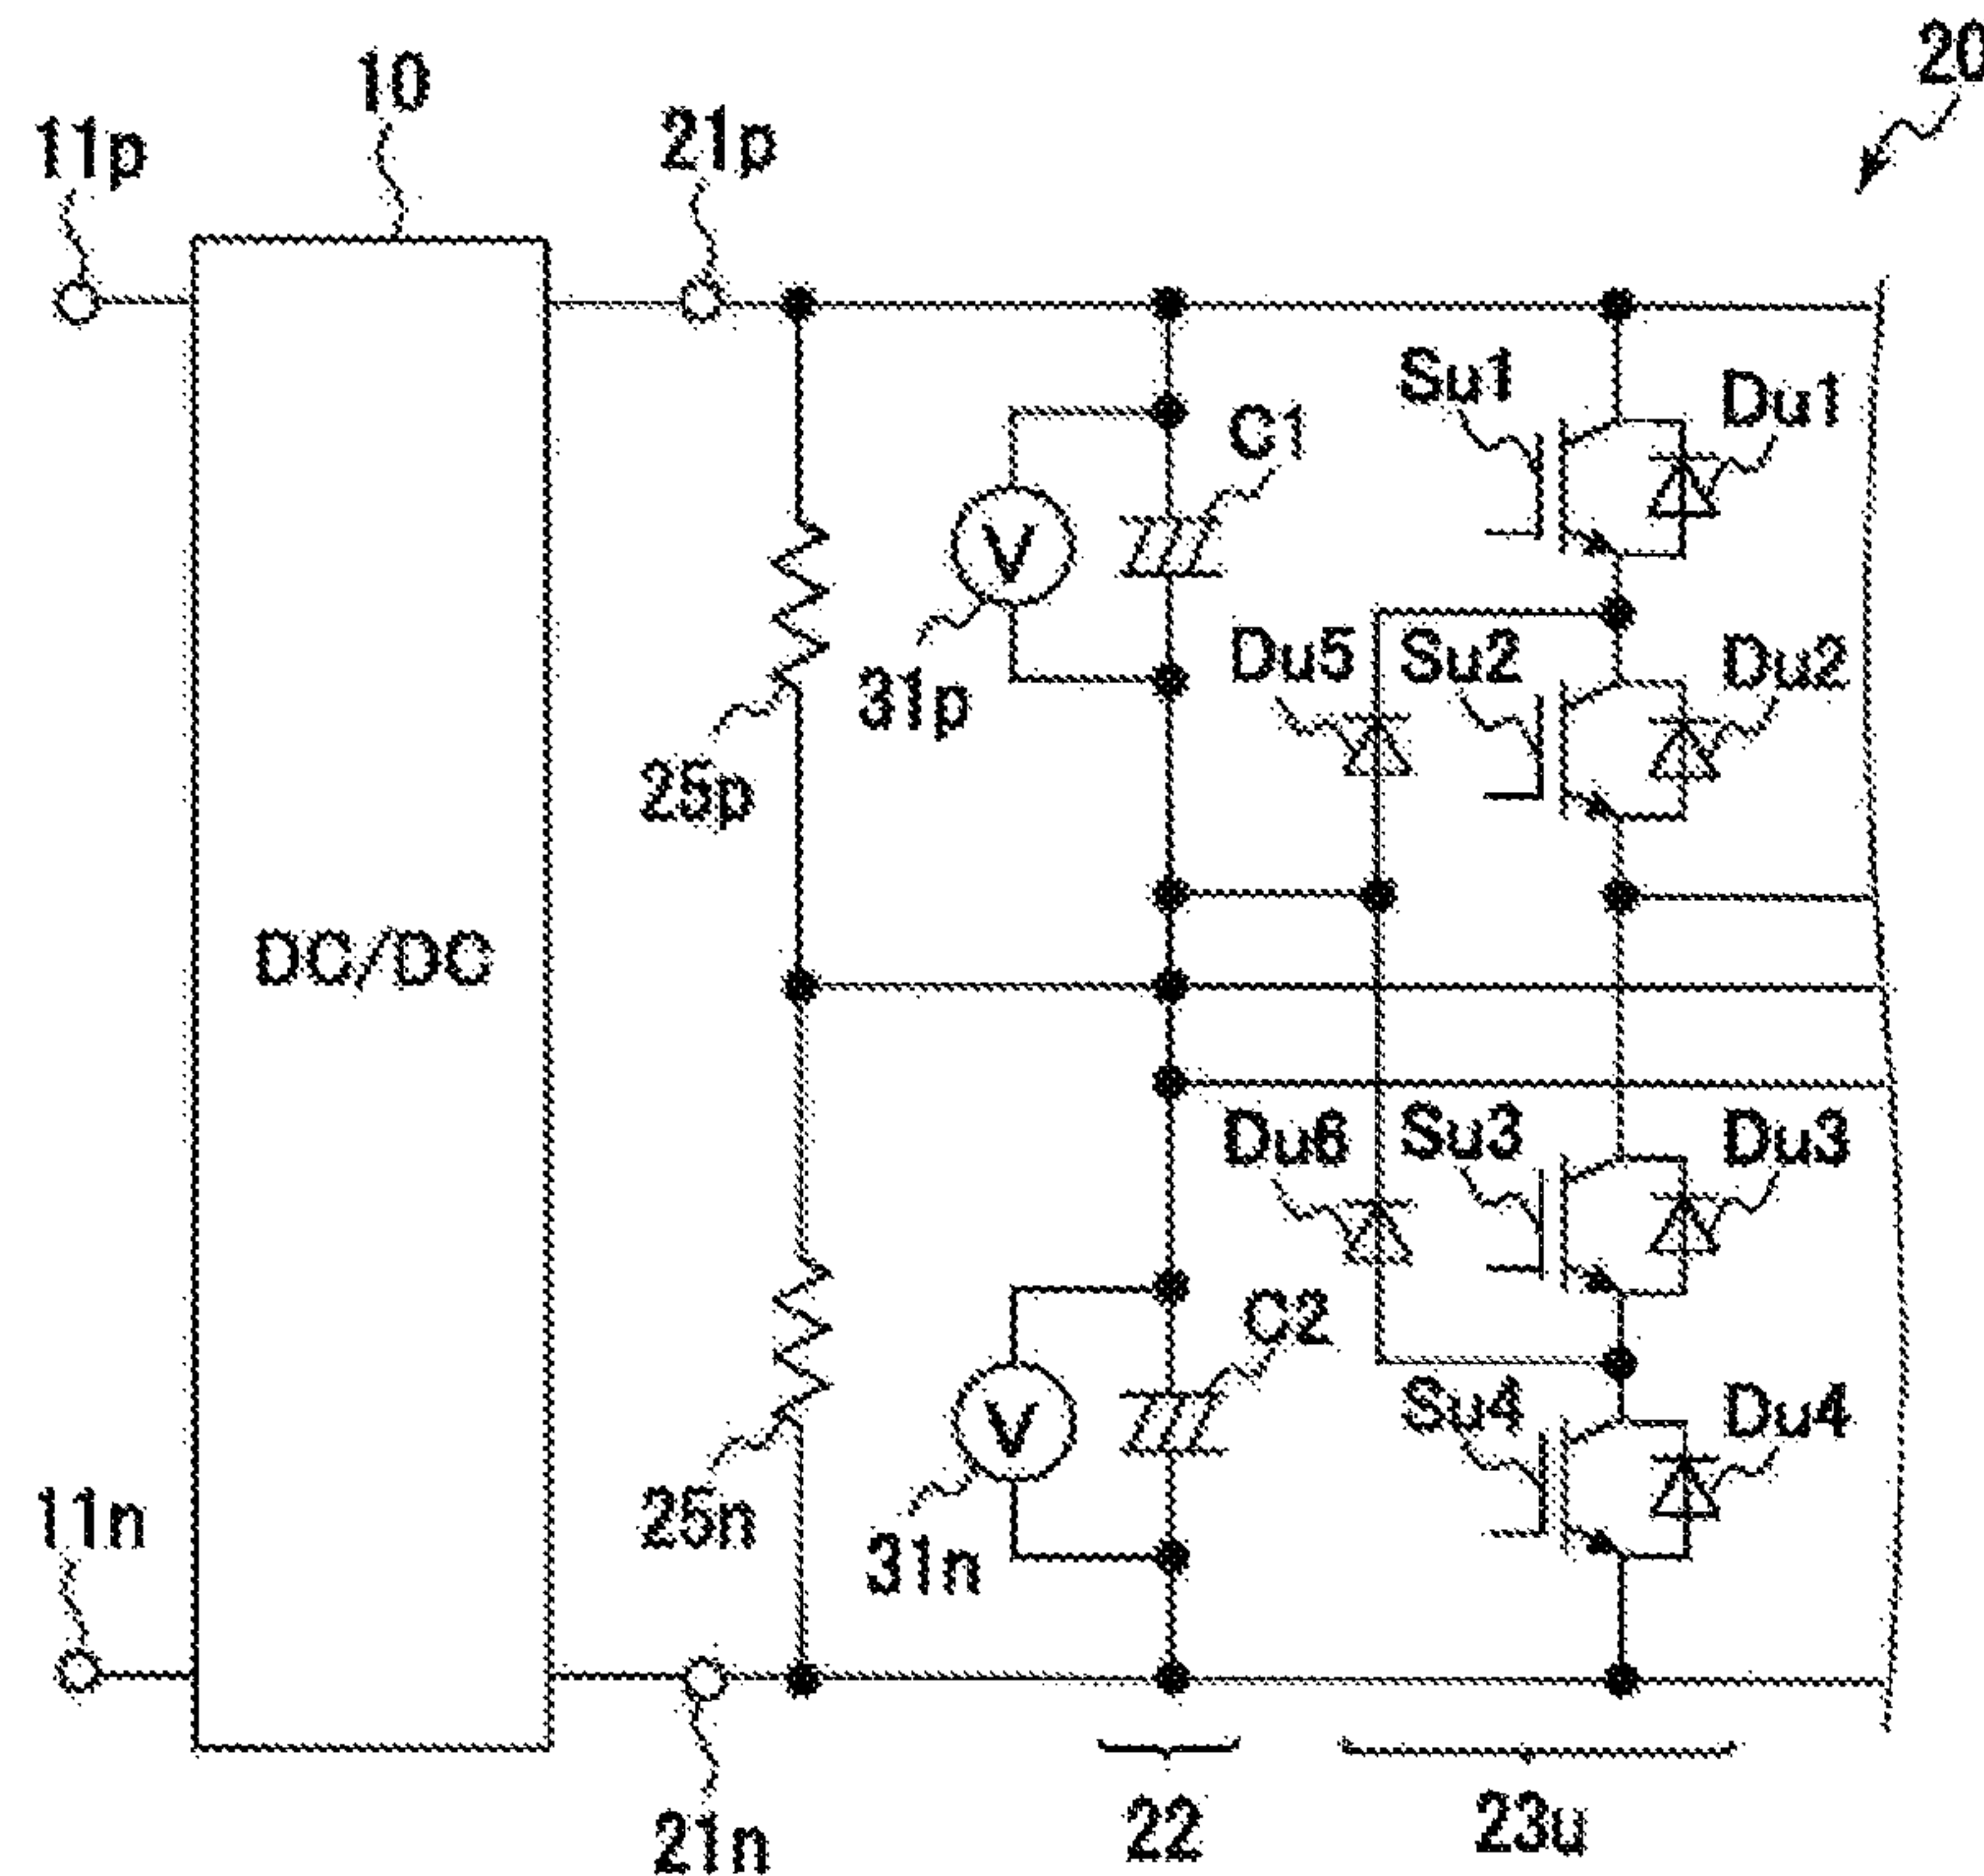 20
10
11p
21p
Su1
Du1
C1
V
Du5
Su2
Du2
31p
25p
DC/DC
Du6
Su3
Du3
C2
V
Su4
Du4
25n
11n
31n
21n
22
23u